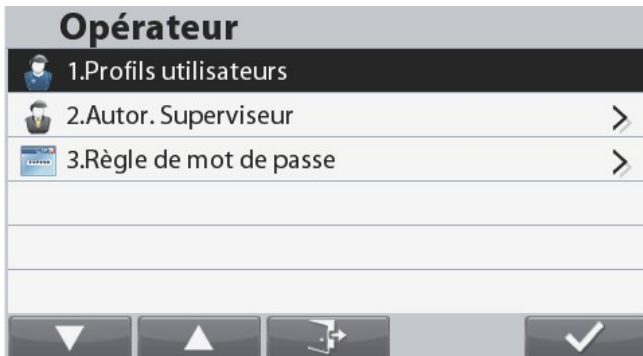 Opérateur
1.Profils utilisateurs
2.Autor. Superviseur
3.Règle de mot de passe